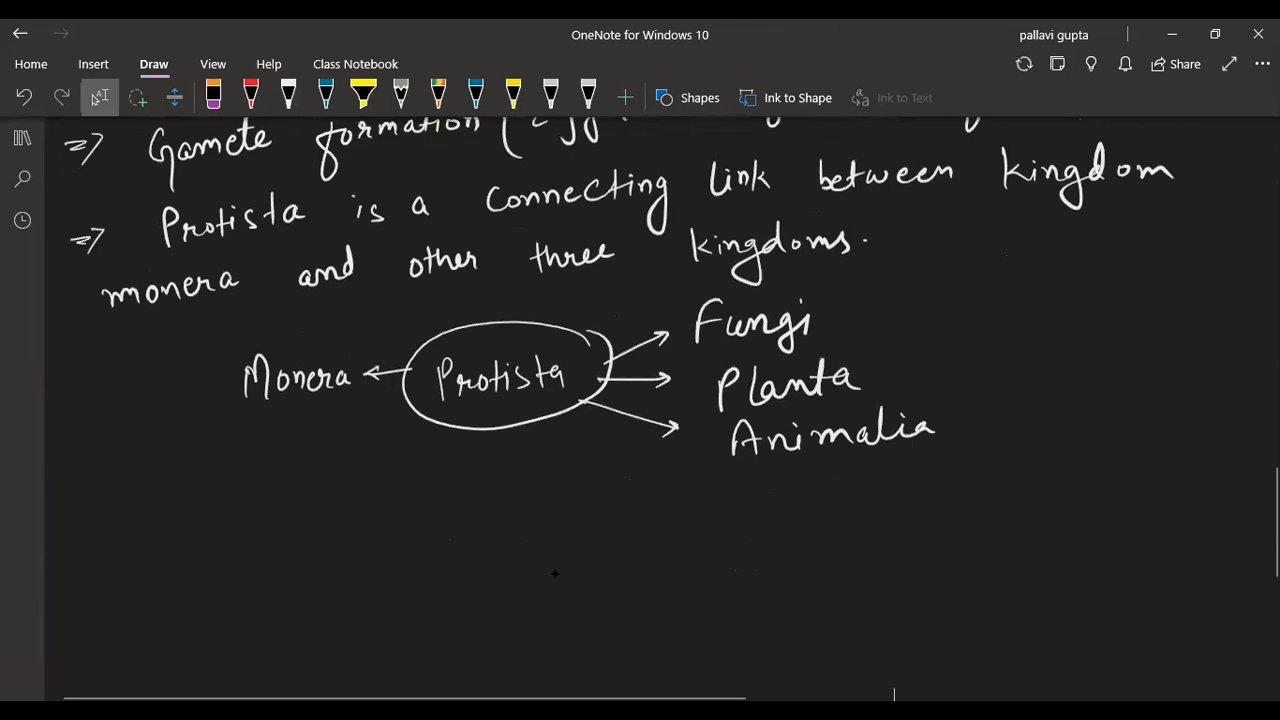 OneNote for Windows 10
pallavi gupta
Home Insert Draw View Help Class Notebook
Share
Shapes Ink to Shape Ink to Text
=> Gamete formation
=> Protista is a connecting link between kingdom
monera and other three kingdoms.
Fungi
Monera Protista Planta
Animalia